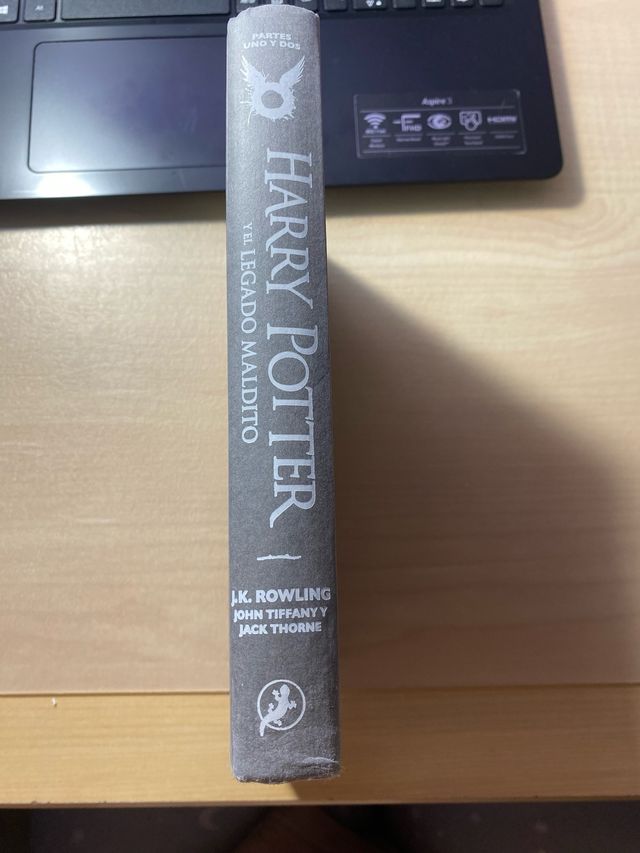 PARTES
UNO Y DOS
HARRY POTTER
Y EL LEGADO MALDITO
J.K. ROWLING
JOHN TIFFANY Y
JACK THORNE
Aspire 3
HDMI